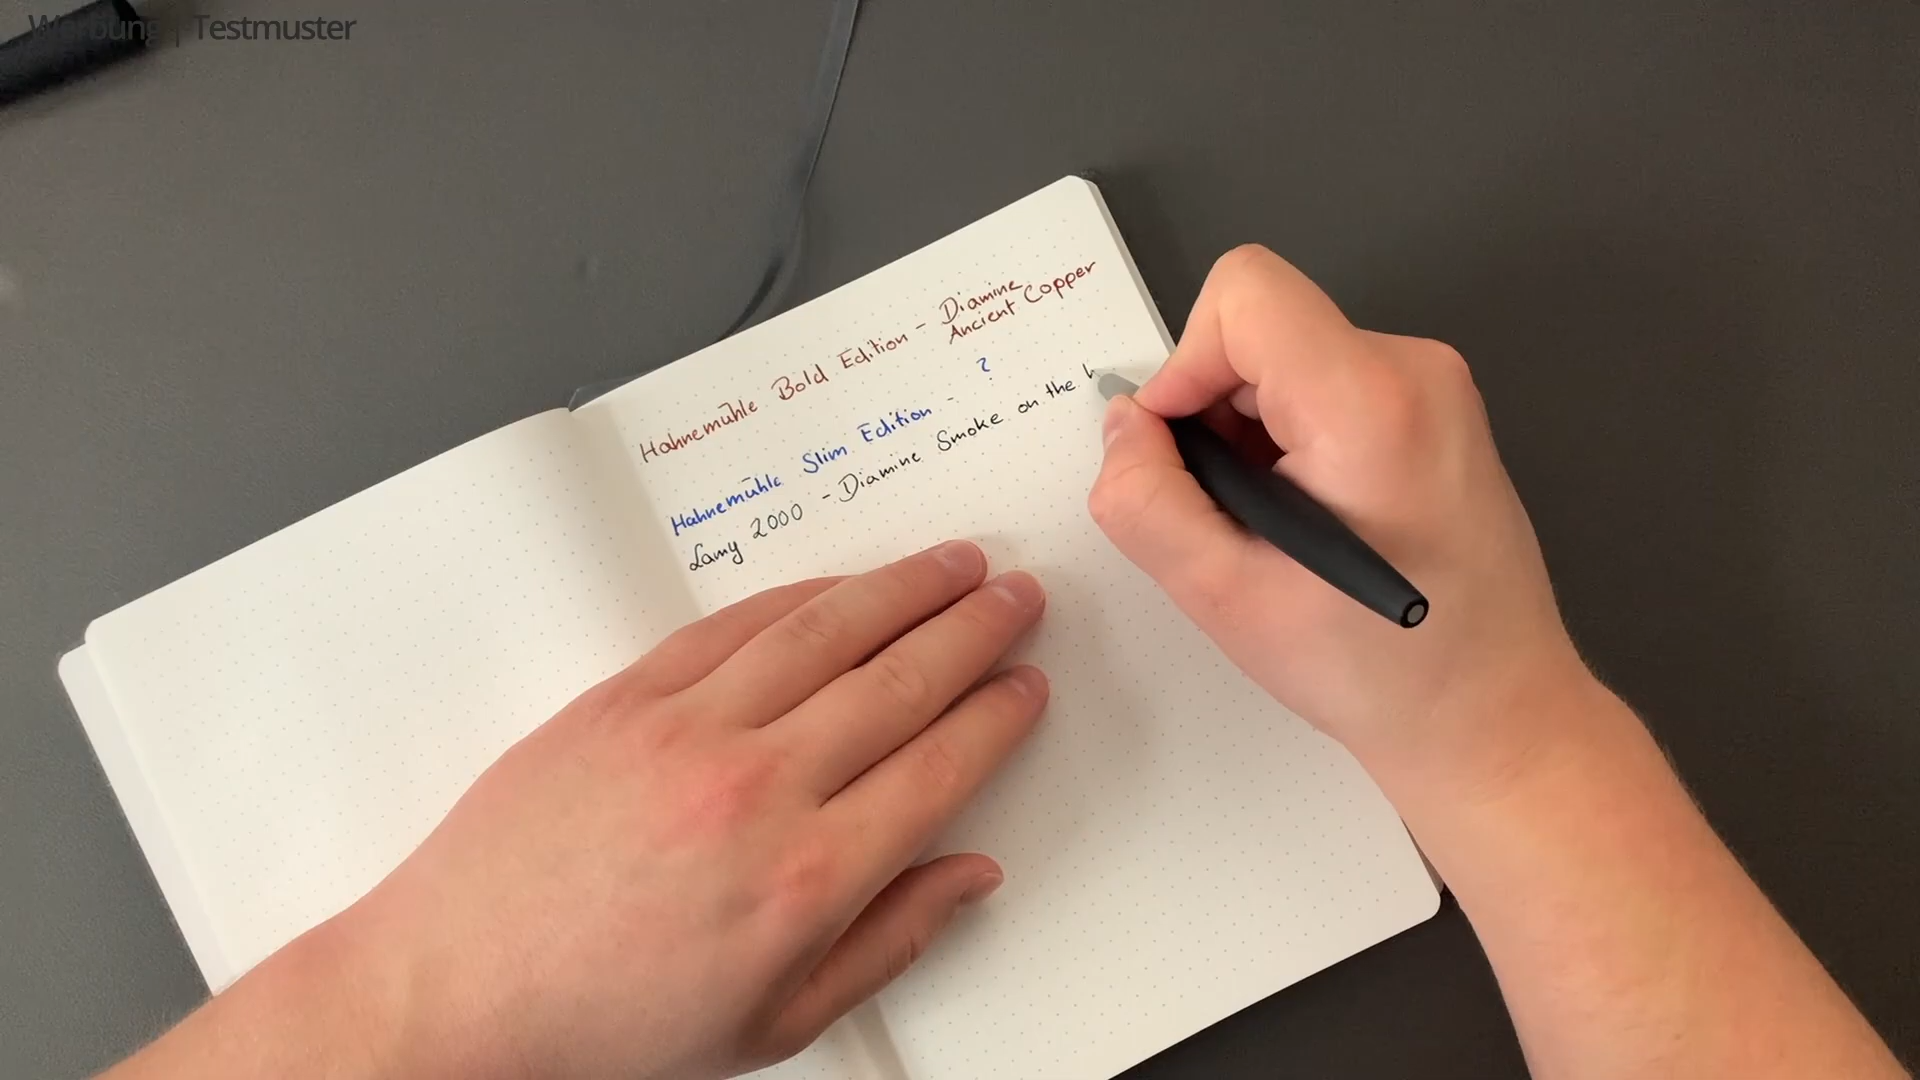 Werbung | Testmuster
Hahnemühle Bold Edition - Diamine
Ancient Copper
Hahnemühle Slim Edition - ?
Lamy 2000 - Diamine Smoke on the